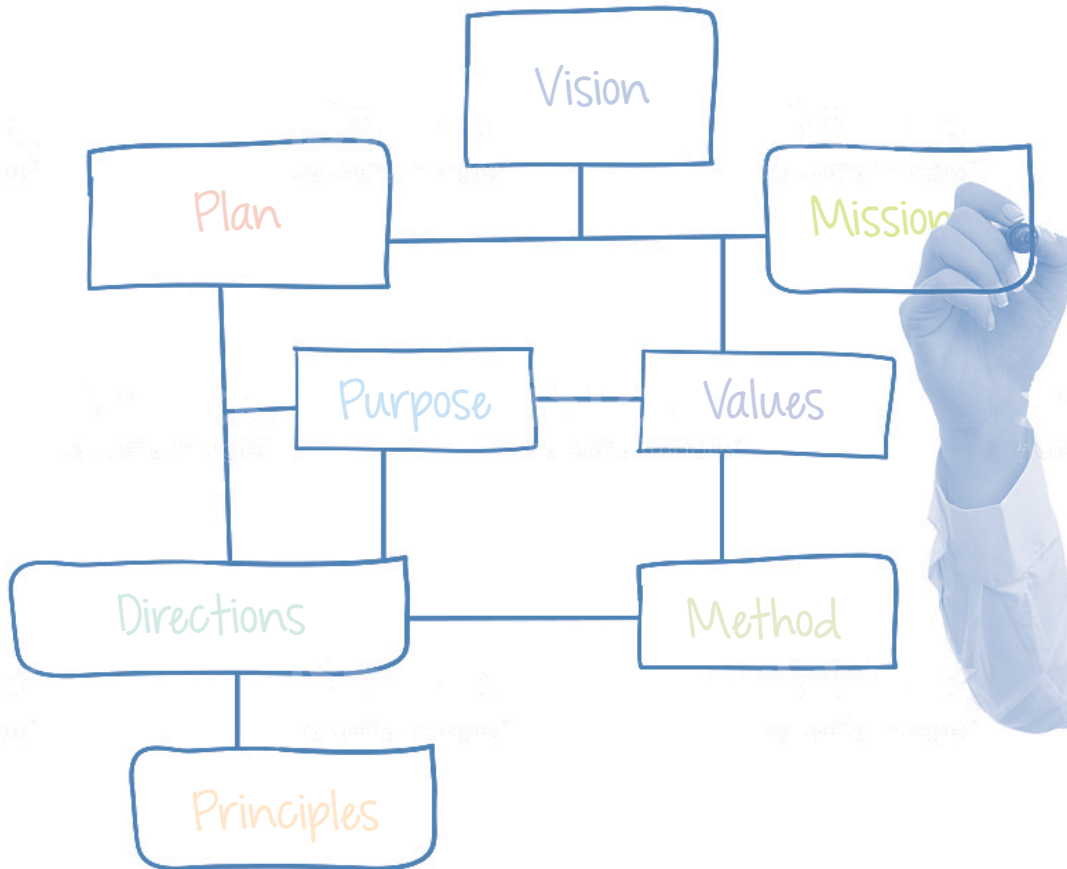 Vision
Plan
Mission
Purpose
Values
Directions
Method
Principles